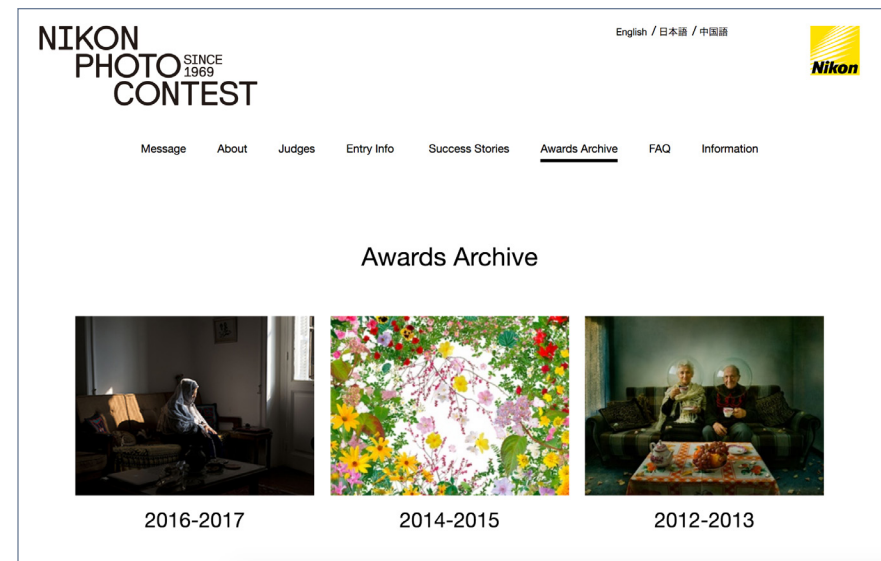 NIKON
PHOTO SINCE 1969
CONTEST
English / 日本語 / 中国語
Nikon
Message About Judges Entry Info Success Stories Awards Archive FAQ Information
Awards Archive
2016-2017 2014-2015 2012-2013